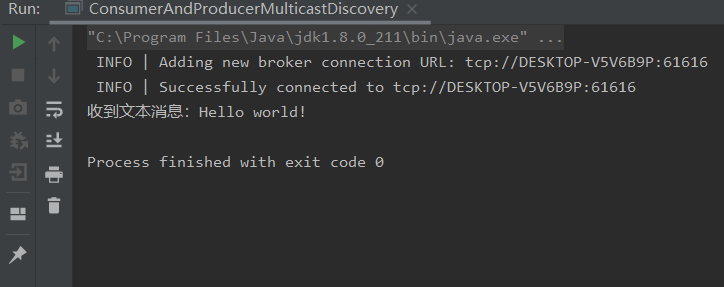 Run: ConsumerAndProducerMulticastDiscovery ×
"C:\Program Files\Java\jdk1.8.0_211\bin\java.exe" ...
INFO | Adding new broker connection URL: tcp://DESKTOP-V5V6B9P:61616
INFO | Successfully connected to tcp://DESKTOP-V5V6B9P:61616
收到文本消息：Hello world!
Process finished with exit code 0